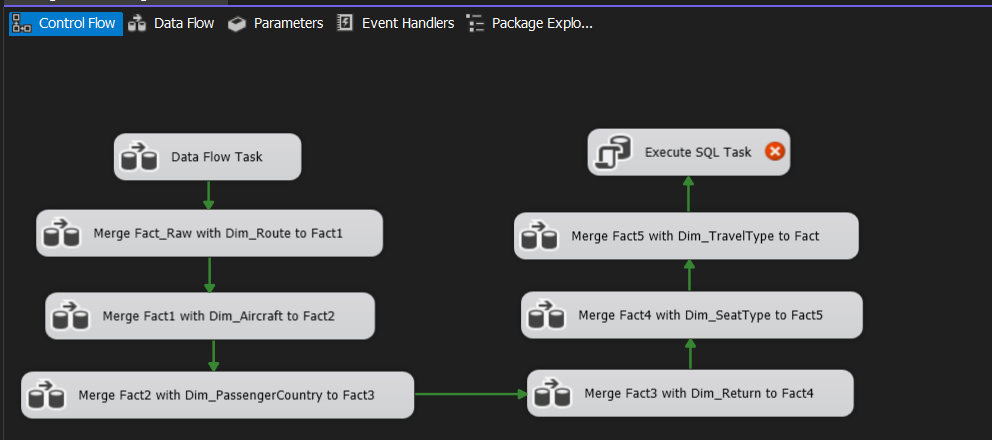 Control Flow
Data Flow
Parameters
Event Handlers
Package Explo...
Data Flow Task
Merge Fact_Raw with Dim_Route to Fact1
Merge Fact1 with Dim_Aircraft to Fact2
Merge Fact2 with Dim_PassengerCountry to Fact3
Merge Fact3 with Dim_Return to Fact4
Merge Fact4 with Dim_SeatType to Fact5
Merge Fact5 with Dim_TravelType to Fact
Execute SQL Task